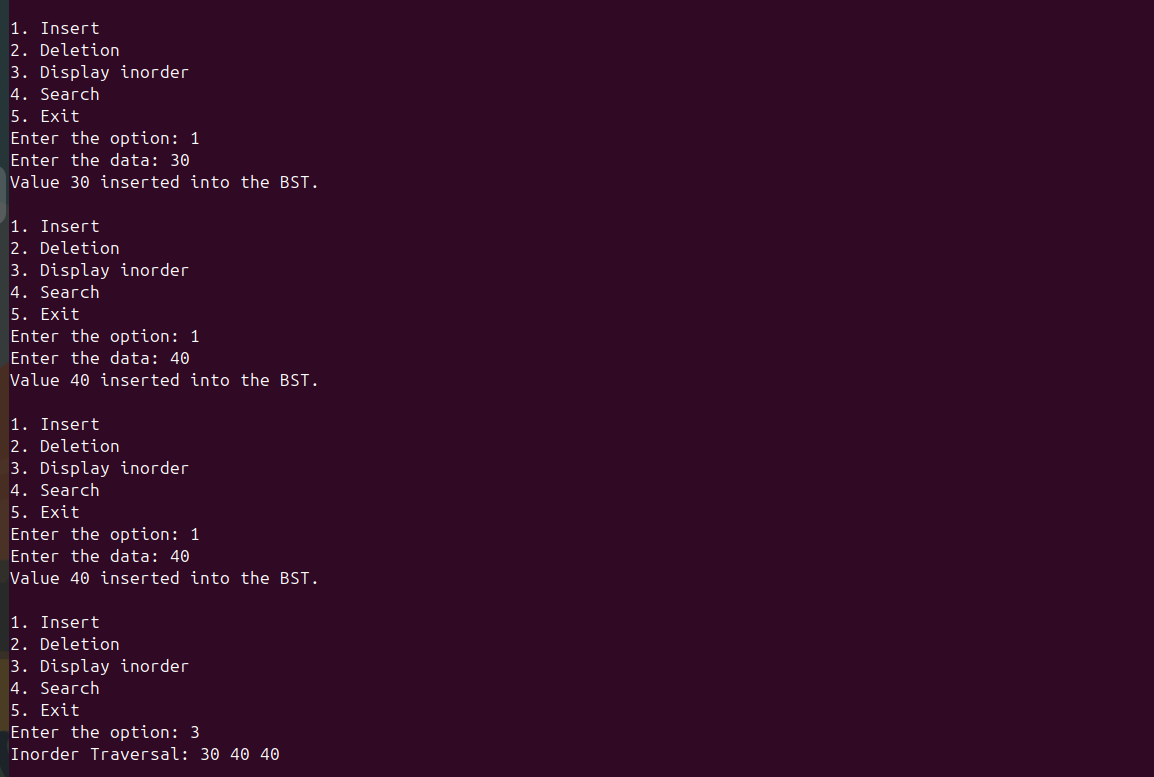 1. Insert
2. Deletion
3. Display inorder
4. Search
5. Exit
Enter the option: 1
Enter the data: 30
Value 30 inserted into the BST.
1. Insert
2. Deletion
3. Display inorder
4. Search
5. Exit
Enter the option: 1
Enter the data: 40
Value 40 inserted into the BST.
1. Insert
2. Deletion
3. Display inorder
4. Search
5. Exit
Enter the option: 1
Enter the data: 40
Value 40 inserted into the BST.
1. Insert
2. Deletion
3. Display inorder
4. Search
5. Exit
Enter the option: 3
Inorder Traversal: 30 40 40